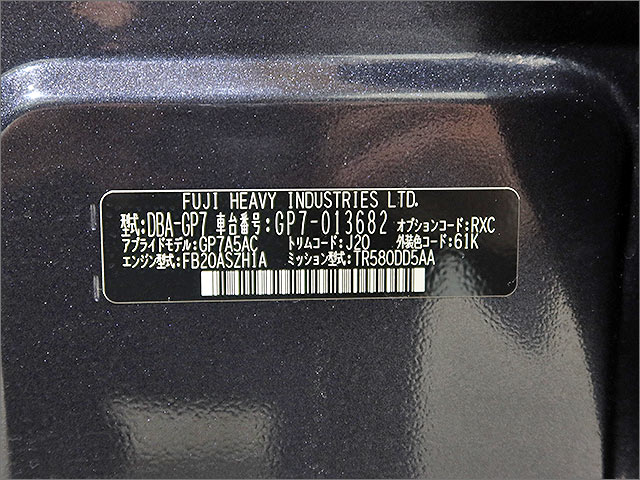 FUJI HEAVY INDUSTRIES LTD.
型式:DBA-GP7 車台番号:GP7-013682 オプションコード:RXC
アプライドモデル:GP7A5AC トリムコード:J20 外装色コード:61K
エンジン型式:FB20ASZH1A ミッション型式:TR580DD5AA